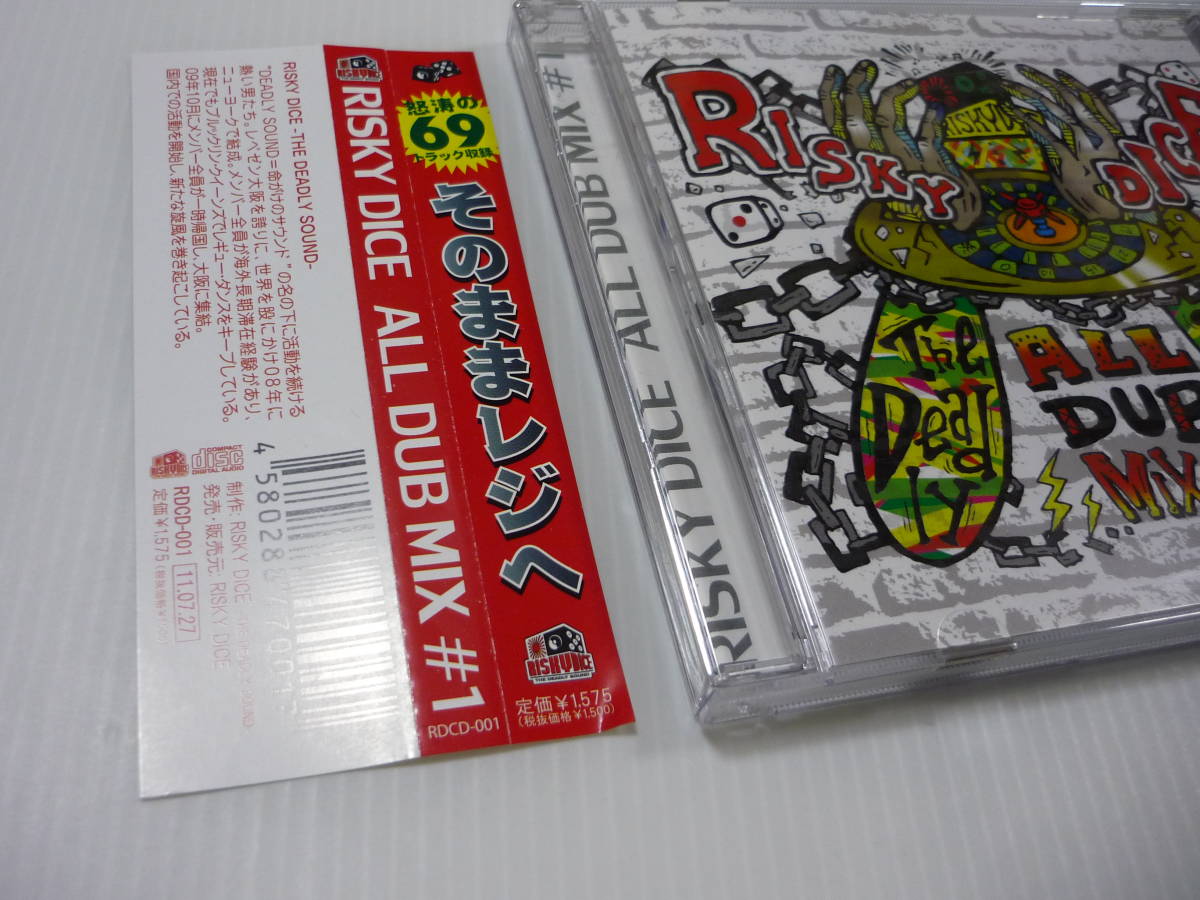 RISKY DICE -THE DEADLY SOUND-
"DEADLY SOUND=命がけのサウンド"の名の下に活動を続ける
熱い男たち。レペゼン大阪を誇りに、世界を股にかけ08年に
ニューヨークで結成。メンバー全員が海外長期滞在経験があり、
現在でもブルックリン・クイーンズでレギュラーダンスをキープしている。
09年10月にメンバー全員が一時帰国し、大阪に集結。
国内での活動を開始し、新たな旋風を巻き起こしている。
COMPACT
disc
DIGITAL AUDIO
制作: RISKY DICE
発売・販売元: RISKY DICE
RDCD-001 11.07.27
定価¥1,575
RISKY DICE ALL DUB MIX #1
RDCD-001
怒涛の
69
トラック収録
そのままレジへ
RISKY DICE
THE DEADLY SOUND
定価¥1,575
(税抜価格¥1,500)
RISKY DICE ALL DUB MIX #1
RISKY
RISKYD
The
Deadly
ALL
DUB
MIX